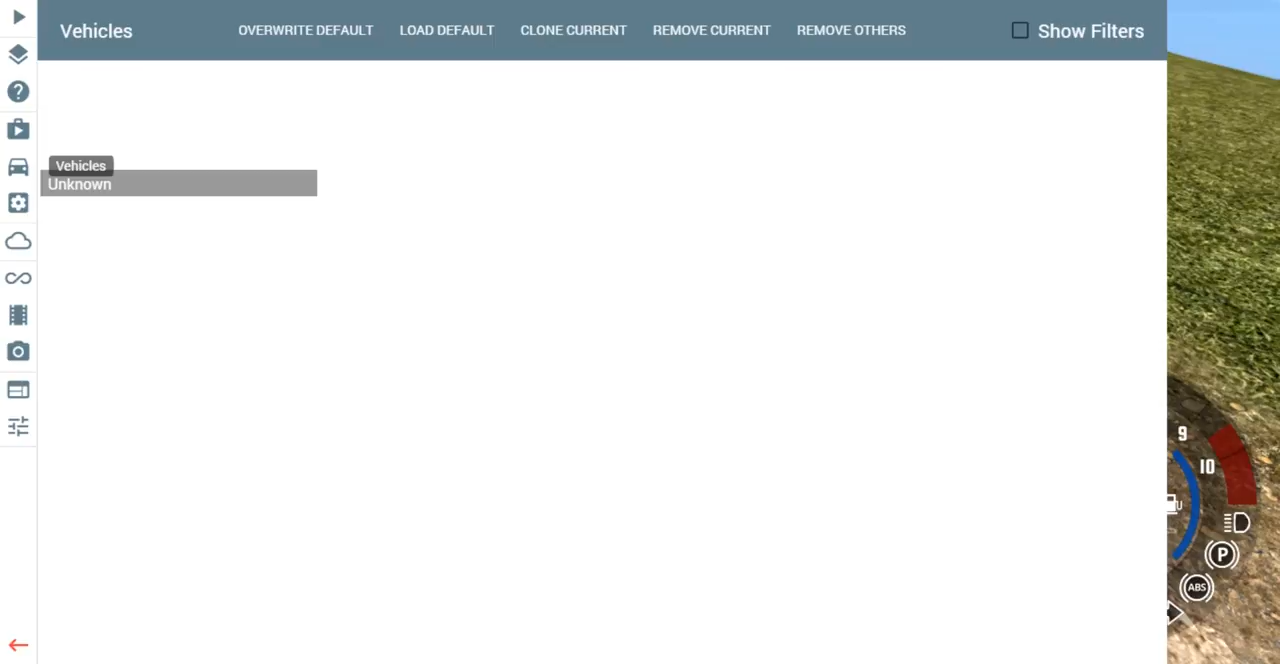 Vehicles
OVERWRITE DEFAULT
LOAD DEFAULT
CLONE CURRENT
REMOVE CURRENT
REMOVE OTHERS
Show Filters
Vehicles
Unknown
9
10
P
ABS